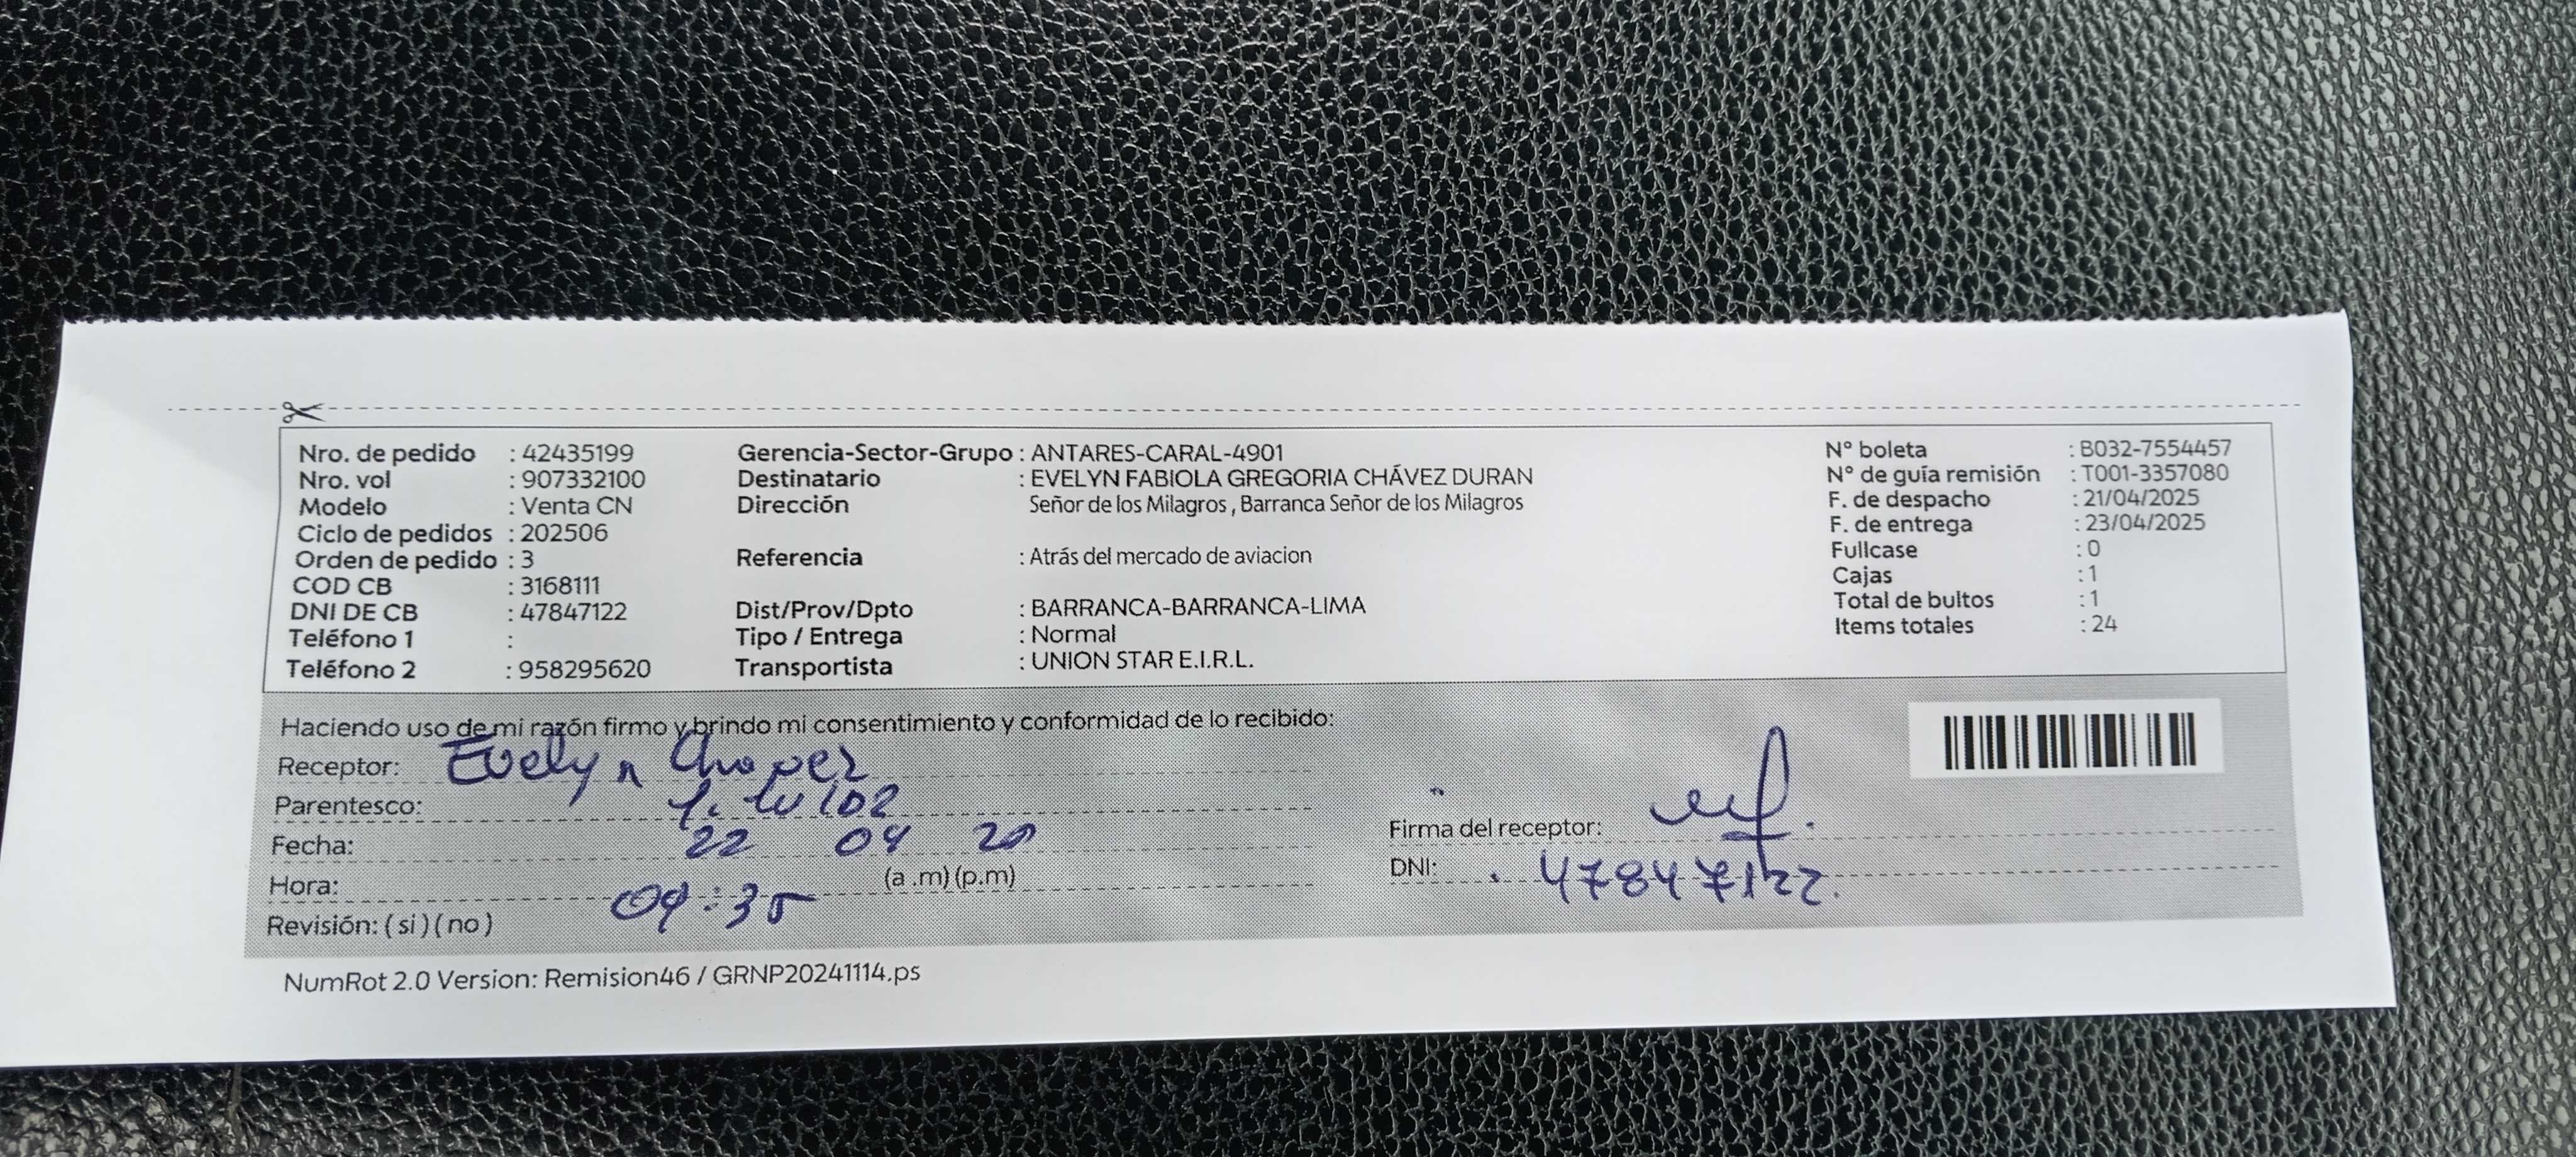 Nro. de pedido : 42435199
Nro. vol : 907332100
Modelo : Venta CN
Ciclo de pedidos : 202506
Orden de pedido : 3
COD CB : 3168111
DNI DE CB : 47847122
Teléfono 1 :
Teléfono 2 : 958295620
Gerencia-Sector-Grupo : ANTARES-CARAL-4901
Destinatario : EVELYN FABIOLA GREGORIA CHÁVEZ DURAN
Dirección Señor de los Milagros , Barranca Señor de los Milagros
Referencia : Atrás del mercado de aviacion
Dist/Prov/Dpto : BARRANCA-BARRANCA-LIMA
Tipo / Entrega : Normal
Transportista : UNION STAR E.I.R.L.
N° boleta : B032-7554457
N° de guía remisión : T001-3357080
F. de despacho : 21/04/2025
F. de entrega : 23/04/2025
Fullcase : 0
Cajas : 1
Total de bultos : 1
Items totales : 24
Haciendo uso de mi razón firmo y brindo mi consentimiento y conformidad de lo recibido:
Receptor: Evelyn Chavez
Parentesco:
Fecha: 22 04
Hora: 09:35 (a .m) (p.m)
Revisión: ( si ) ( no )
Firma del receptor:
DNI: 47847122.
NumRot 2.0 Version: Remision46 / GRNP20241114.ps